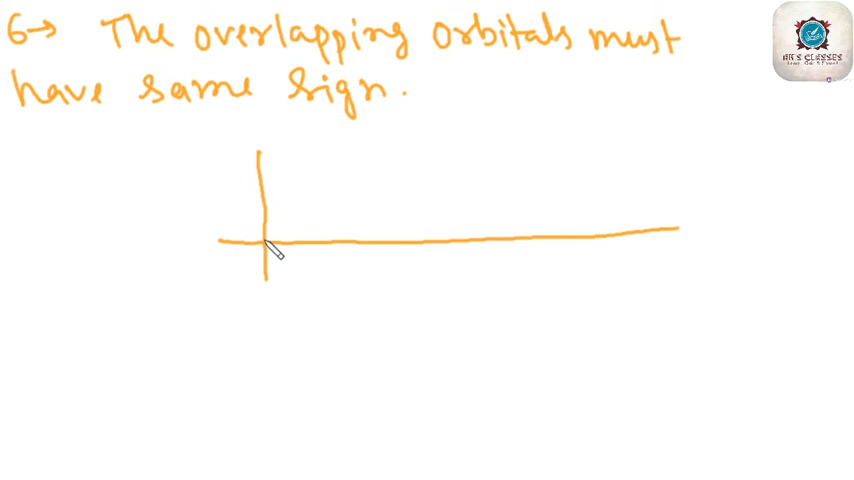 6→ The overlapping orbitals must
have same sign.